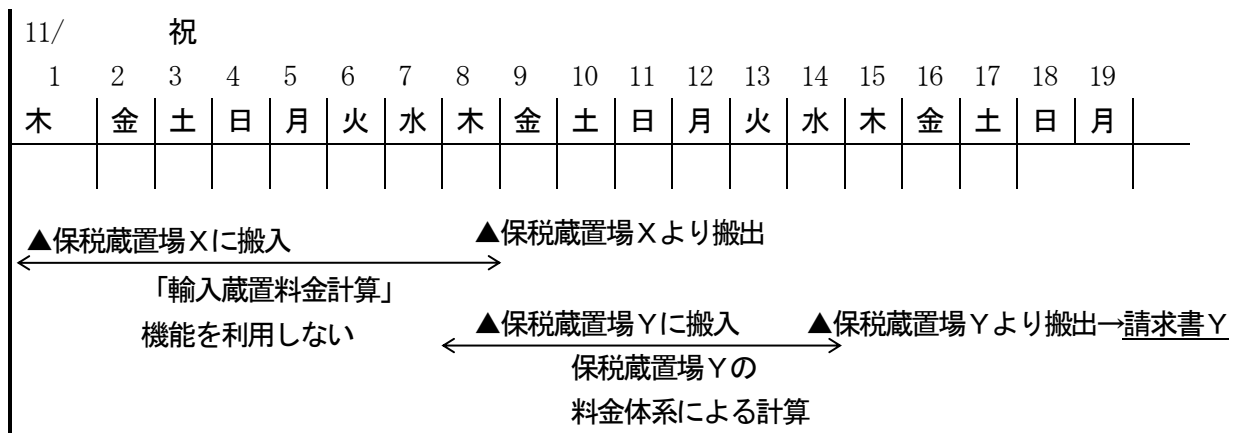 11/ 祝
1 2 3 4 5 6 7 8 9 10 11 12 13 14 15 16 17 18 19
木 金 土 日 月 火 水 木 金 土 日 月 火 水 木 金 土 日 月
▲保税蔵置場Xに搬入 ▲保税蔵置場Xより搬出
「輸入蔵置料金計算」
機能を利用しない
▲保税蔵置場Yに搬入 ▲保税蔵置場Yより搬出→請求書Y
保税蔵置場Yの
料金体系による計算